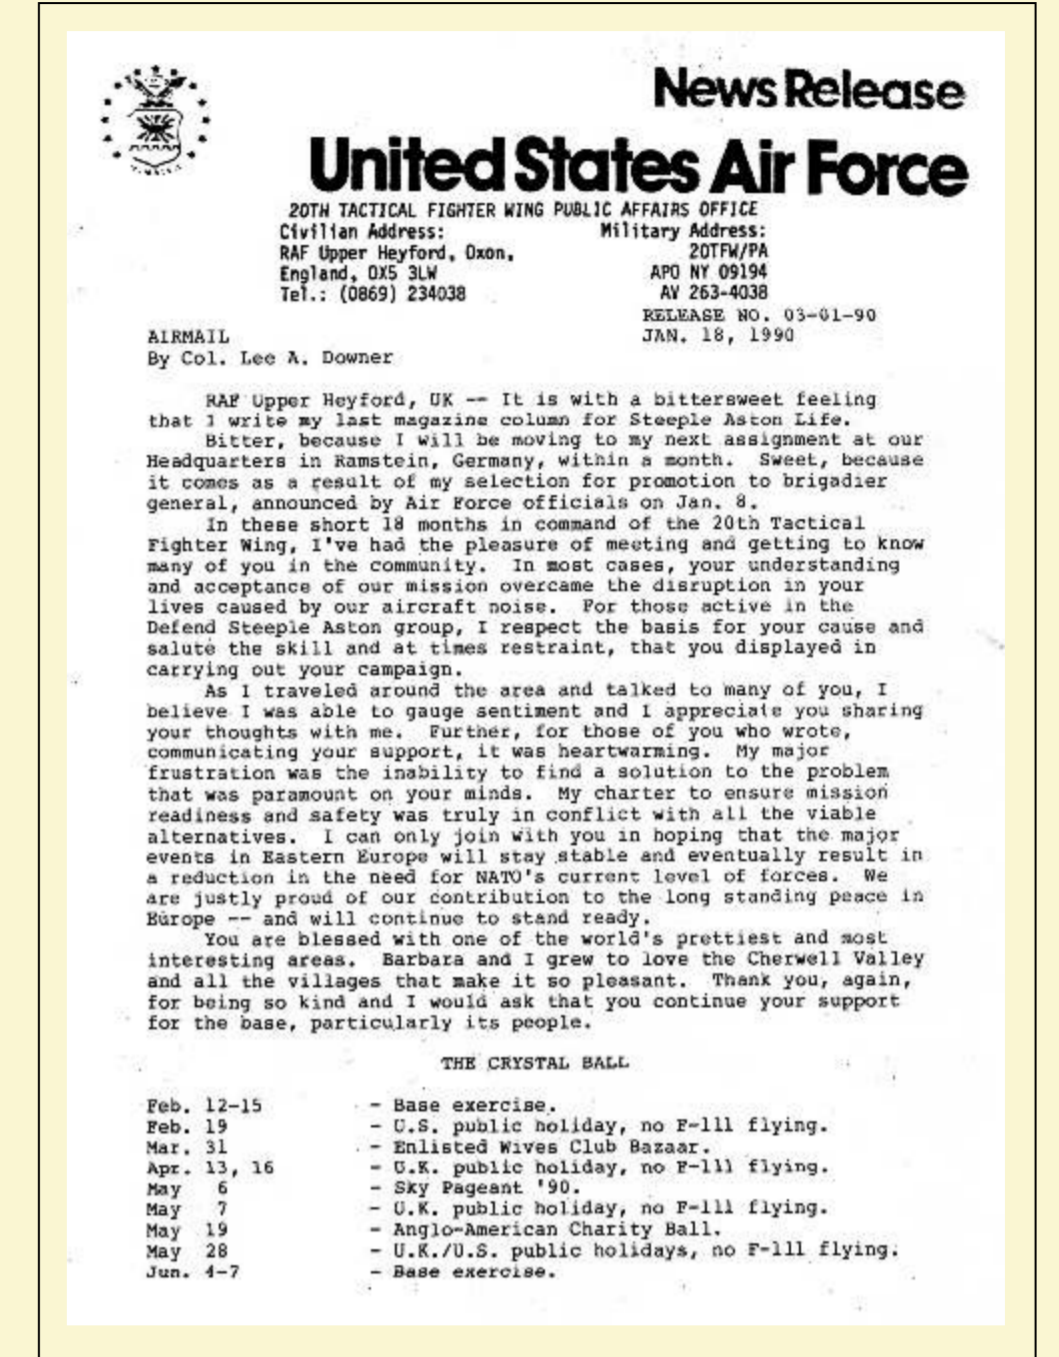 News Release
United States Air Force
20TH TACTICAL FIGHTER WING PUBLIC AFFAIRS OFFICE
Civilian Address: Military Address:
RAF Upper Heyford, Oxon, 20TFW/PA
England, OX5 3LW APO NY 09194
Tel.: (0869) 234038 AV 263-4038
RELEASE NO. 03-01-90
AIRMAIL JAN. 18, 1990
By Col. Lee A. Downer
RAF Upper Heyford, UK -- It is with a bittersweet feeling
that I write my last magazine column for Steeple Aston Life.
Bitter, because I will be moving to my next assignment at our
Headquarters in Ramstein, Germany, within a month. Sweet, because
it comes as a result of my selection for promotion to brigadier
general, announced by Air Force officials on Jan. 8.
In these short 18 months in command of the 20th Tactical
Fighter Wing, I've had the pleasure of meeting and getting to know
many of you in the community. In most cases, your understanding
and acceptance of our mission overcame the disruption in your
lives caused by our aircraft noise. For those active in the
Defend Steeple Aston group, I respect the basis for your cause and
salute the skill and at times restraint, that you displayed in
carrying out your campaign.
As I traveled around the area and talked to many of you, I
believe I was able to gauge sentiment and I appreciate you sharing
your thoughts with me. Further, for those of you who wrote,
communicating your support, it was heartwarming. My major
frustration was the inability to find a solution to the problem
that was paramount on your minds. My charter to ensure mission
readiness and safety was truly in conflict with all the viable
alternatives. I can only join with you in hoping that the major
events in Eastern Europe will stay stable and eventually result in
a reduction in the need for NATO's current level of forces. We
are justly proud of our contribution to the long standing peace in
Europe -- and will continue to stand ready.
You are blessed with one of the world's prettiest and most
interesting areas. Barbara and I grew to love the Cherwell Valley
and all the villages that make it so pleasant. Thank you, again,
for being so kind and I would ask that you continue your support
for the base, particularly its people.
THE CRYSTAL BALL
Feb. 12-15 - Base exercise.
Feb. 19 - U.S. public holiday, no F-111 flying.
Mar. 31 - Enlisted Wives Club Bazaar.
Apr. 13, 16 - U.K. public holiday, no F-111 flying.
May 6 - Sky Pageant '90.
May 7 - U.K. public holiday, no F-111 flying.
May 19 - Anglo-American Charity Ball.
May 28 - U.K./U.S. public holidays, no F-111 flying.
Jun. 4-7 - Base exercise.